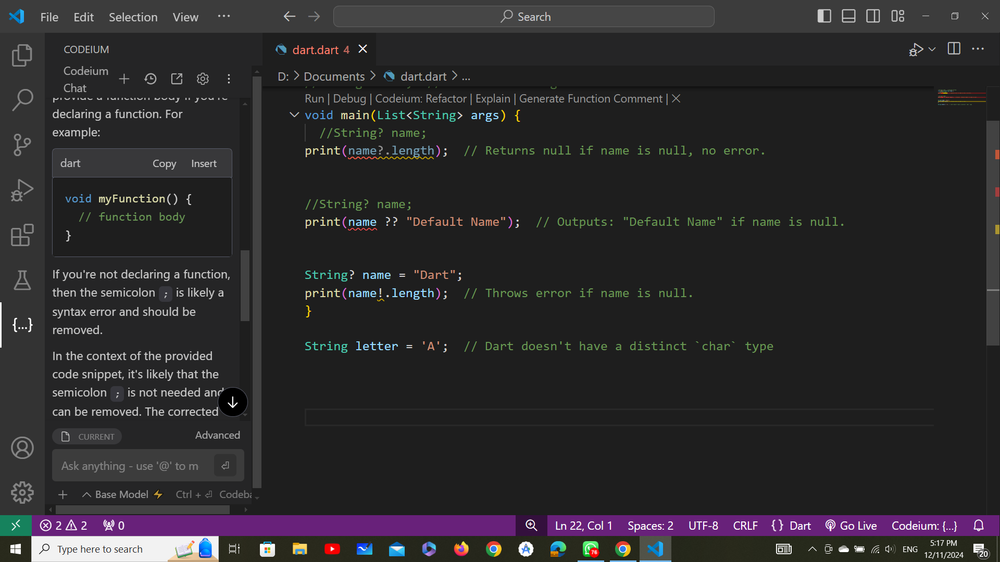 File Edit Selection View ···
Search
CODEIUM
Codeium
Chat
provide a function body if you're
declaring a function. For
example:
dart Copy Insert
void myFunction() {
// function body
}
If you're not declaring a function,
then the semicolon ; is likely a
syntax error and should be
removed.
In the context of the provided
code snippet, it's likely that the
semicolon ; is not needed and
can be removed. The corrected
CURRENT Advanced
Ask anything - use '@' to m
Base Model Ctrl + Codeba
dart.dart 4
D: > Documents > dart.dart > ...
Run | Debug | Codeium: Refactor | Explain | Generate Function Comment | ×
void main(List<String> args) {
//String? name;
print(name?.length); // Returns null if name is null, no error.
//String? name;
print(name ?? "Default Name"); // Outputs: "Default Name" if name is null.
String? name = "Dart";
print(name!.length); // Throws error if name is null.
}
String letter = 'A'; // Dart doesn't have a distinct `char` type
2 2 0
Ln 22, Col 1 Spaces: 2 UTF-8 CRLF {} Dart Go Live Codeium: {...}
Type here to search
76
ENG
5:17 PM
12/11/2024
20